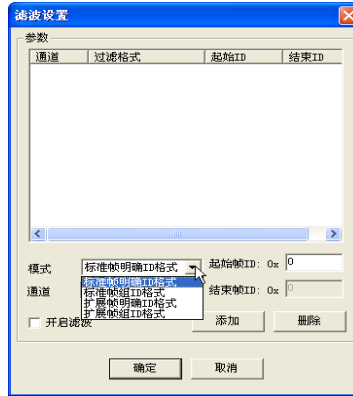 滤波设置
参数
通道 过滤格式 起始ID 结束ID
模式 标准帧明确ID格式 起始帧ID: 0x 0
标准帧明确ID格式
标准帧组ID格式
扩展帧明确ID格式
扩展帧组ID格式
通道 结束帧ID: 0x 0
开启滤波 添加 删除
确定 取消